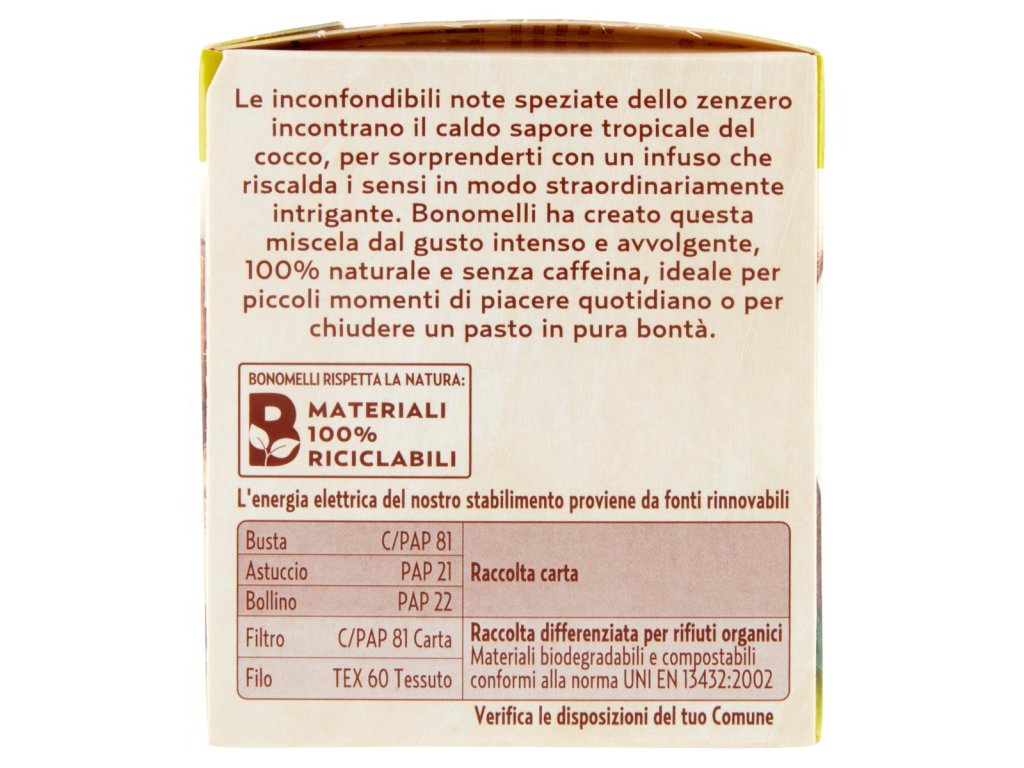 Le inconfondibili note speziate dello zenzero
incontrano il caldo sapore tropicale del
cocco, per sorprenderti con un infuso che
riscalda i sensi in modo straordinariamente
intrigante. Bonomelli ha creato questa
miscela dal gusto intenso e avvolgente,
100% naturale e senza caffeina, ideale per
piccoli momenti di piacere quotidiano o per
chiudere un pasto in pura bontà.
BONOMELLI RISPETTA LA NATURA:
B MATERIALI
100%
RICICLABILI
L'energia elettrica del nostro stabilimento proviene da fonti rinnovabili
Busta C/PAP 81
Astuccio PAP 21
Bollino PAP 22
Raccolta carta
Filtro C/PAP 81 Carta
Filo TEX 60 Tessuto
Raccolta differenziata per rifiuti organici
Materiali biodegradabili e compostabili
conformi alla norma UNI EN 13432:2002
Verifica le disposizioni del tuo Comune